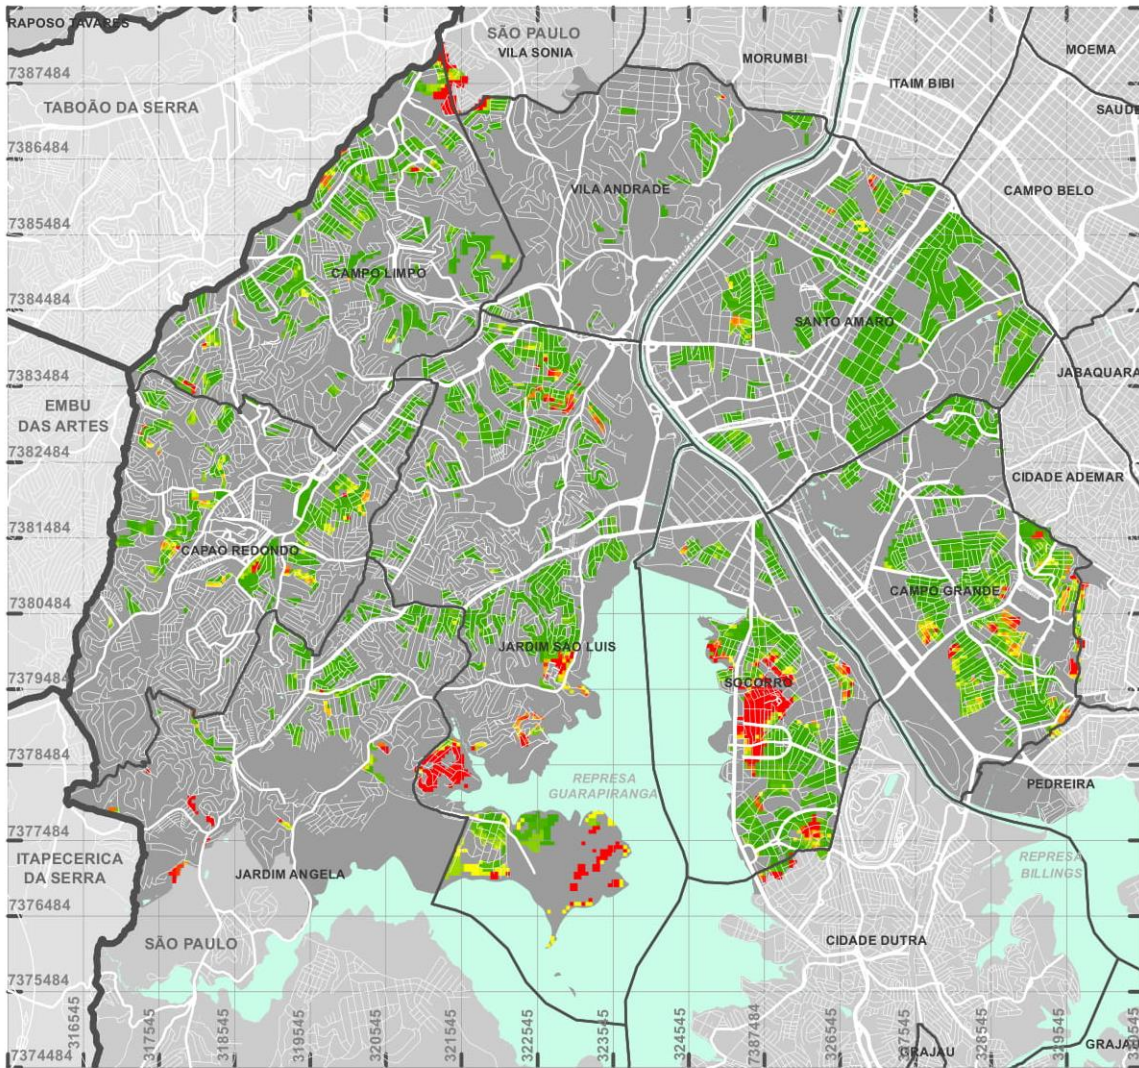 RAPOSO TAVARES
SÃO PAULO
VILA SONIA
MORUMBI
MOEMA
ITAIM BIBI
7387484
TABOÃO DA SERRA
SAUDE
7386484
VILA ANDRADE
CAMPO BELO
7385484
CAMPO LIMPO
7384484
SANTO AMARO
7383484
JABAQUARA
EMBU
DAS ARTES
7382484
CIDADE ADEMAR
7381484
CAPAO REDONDO
CAMPO GRANDE
7380484
JARDIM SAO LUIS
7379484
SOCORRO
7378484
REPRESA
GUARAPIRANGA
PEDREIRA
7377484
ITAPECERICA
DA SERRA
JARDIM ANGELA
REPRESA
BILLINGS
7376484
SÃO PAULO
CIDADE DUTRA
7375484
316545
317545
318545
319545
320545
321545
322545
323545
324545
7387484
326545
327545
328545
329545
GRAJAÚ
GRAJAÚ
7374484